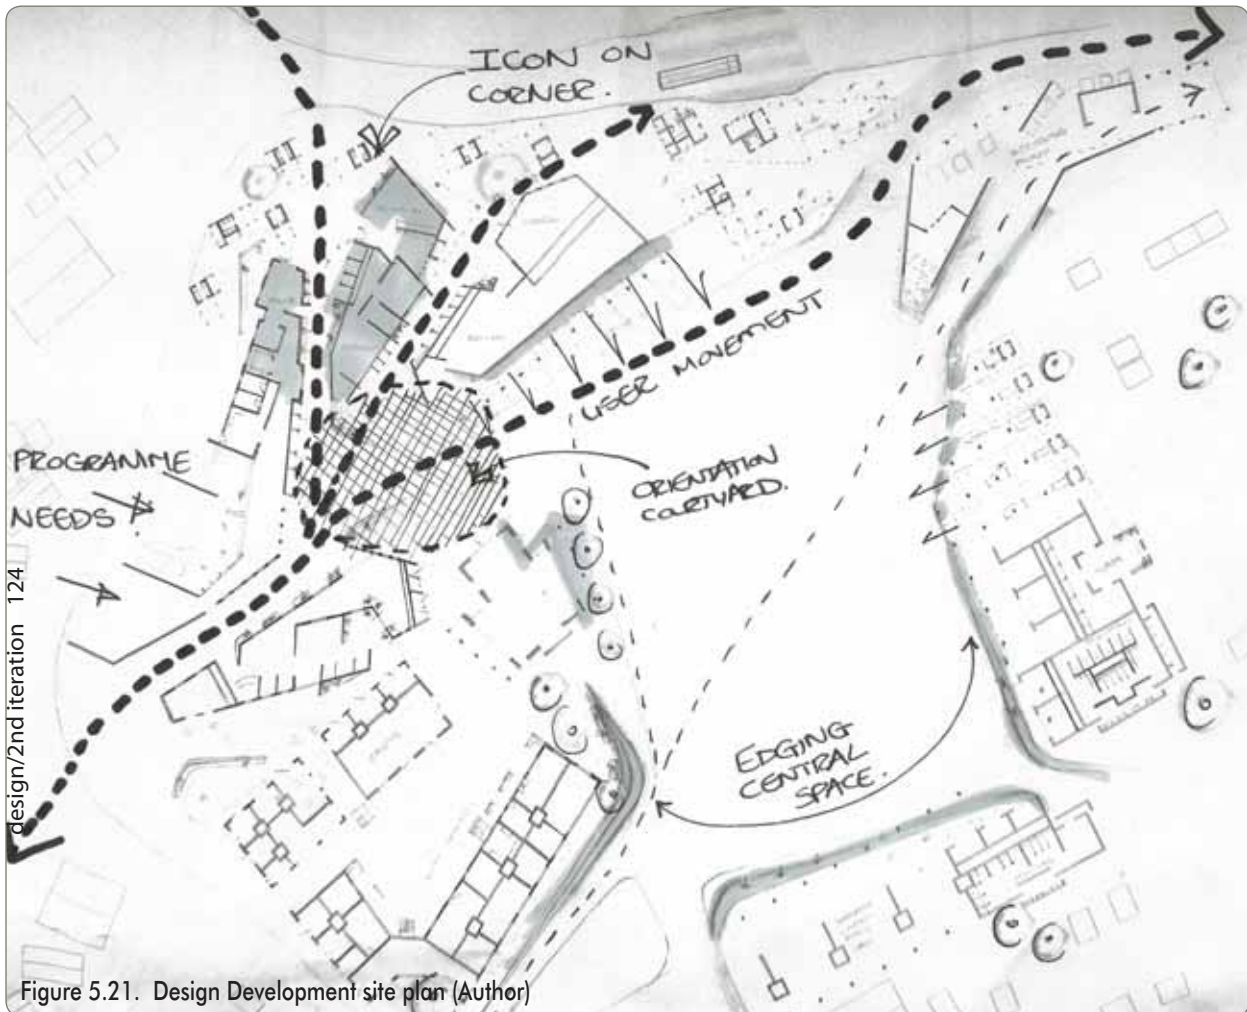 ICON ON
CORNER.
USER MOVEMENT
PROGRAMME
NEEDS
ORIENTATION
COURTYARD.
EDGING
CENTRAL
SPACE.
design/2nd iteration 124
Figure 5.21. Design Development site plan (Author)